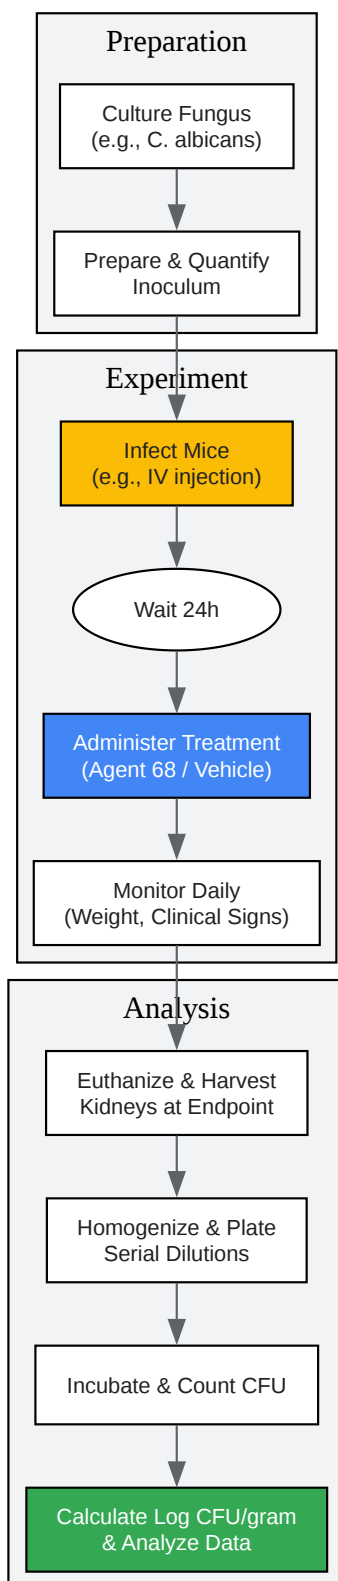 Preparation
Culture Fungus
(e.g., C. albicans)
Prepare & Quantify
Inoculum
Experiment
Infect Mice
(e.g., IV injection)
Wait 24h
Administer Treatment
(Agent 68 / Vehicle)
Monitor Daily
(Weight, Clinical Signs)
Analysis
Euthanize & Harvest
Kidneys at Endpoint
Homogenize & Plate
Serial Dilutions
Incubate & Count CFU
Calculate Log CFU/gram
& Analyze Data